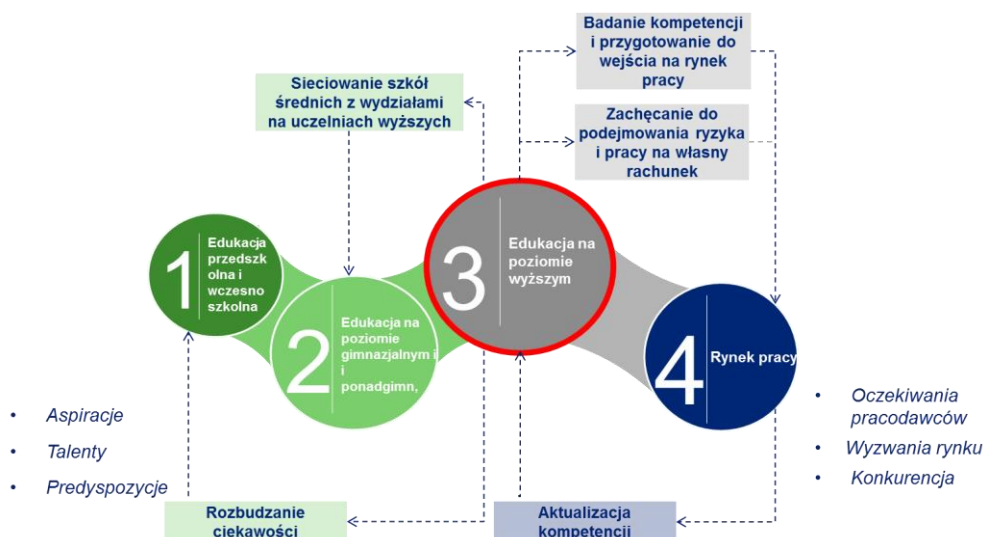 Badanie kompetencji
i przygotowanie do
wejścia na rynek
pracy
Sieciowanie szkół
średnich z wydziałami
na uczelniach wyższych
Zachęcanie do
podejmowania ryzyka
i pracy na własny
rachunek
1
Edukacja
przedszk
olna i
wczesno
szkolna
2
Edukacja na
poziomie
gimnazjalnym i
i
ponadgimn,
3
Edukacja na
poziomie
wyższym
4
Rynek pracy
• Aspiracje
• Talenty
• Predyspozycje
• Oczekiwania
pracodawców
• Wyzwania rynku
• Konkurencja
Rozbudzanie
ciekawości
Aktualizacja
kompetencji